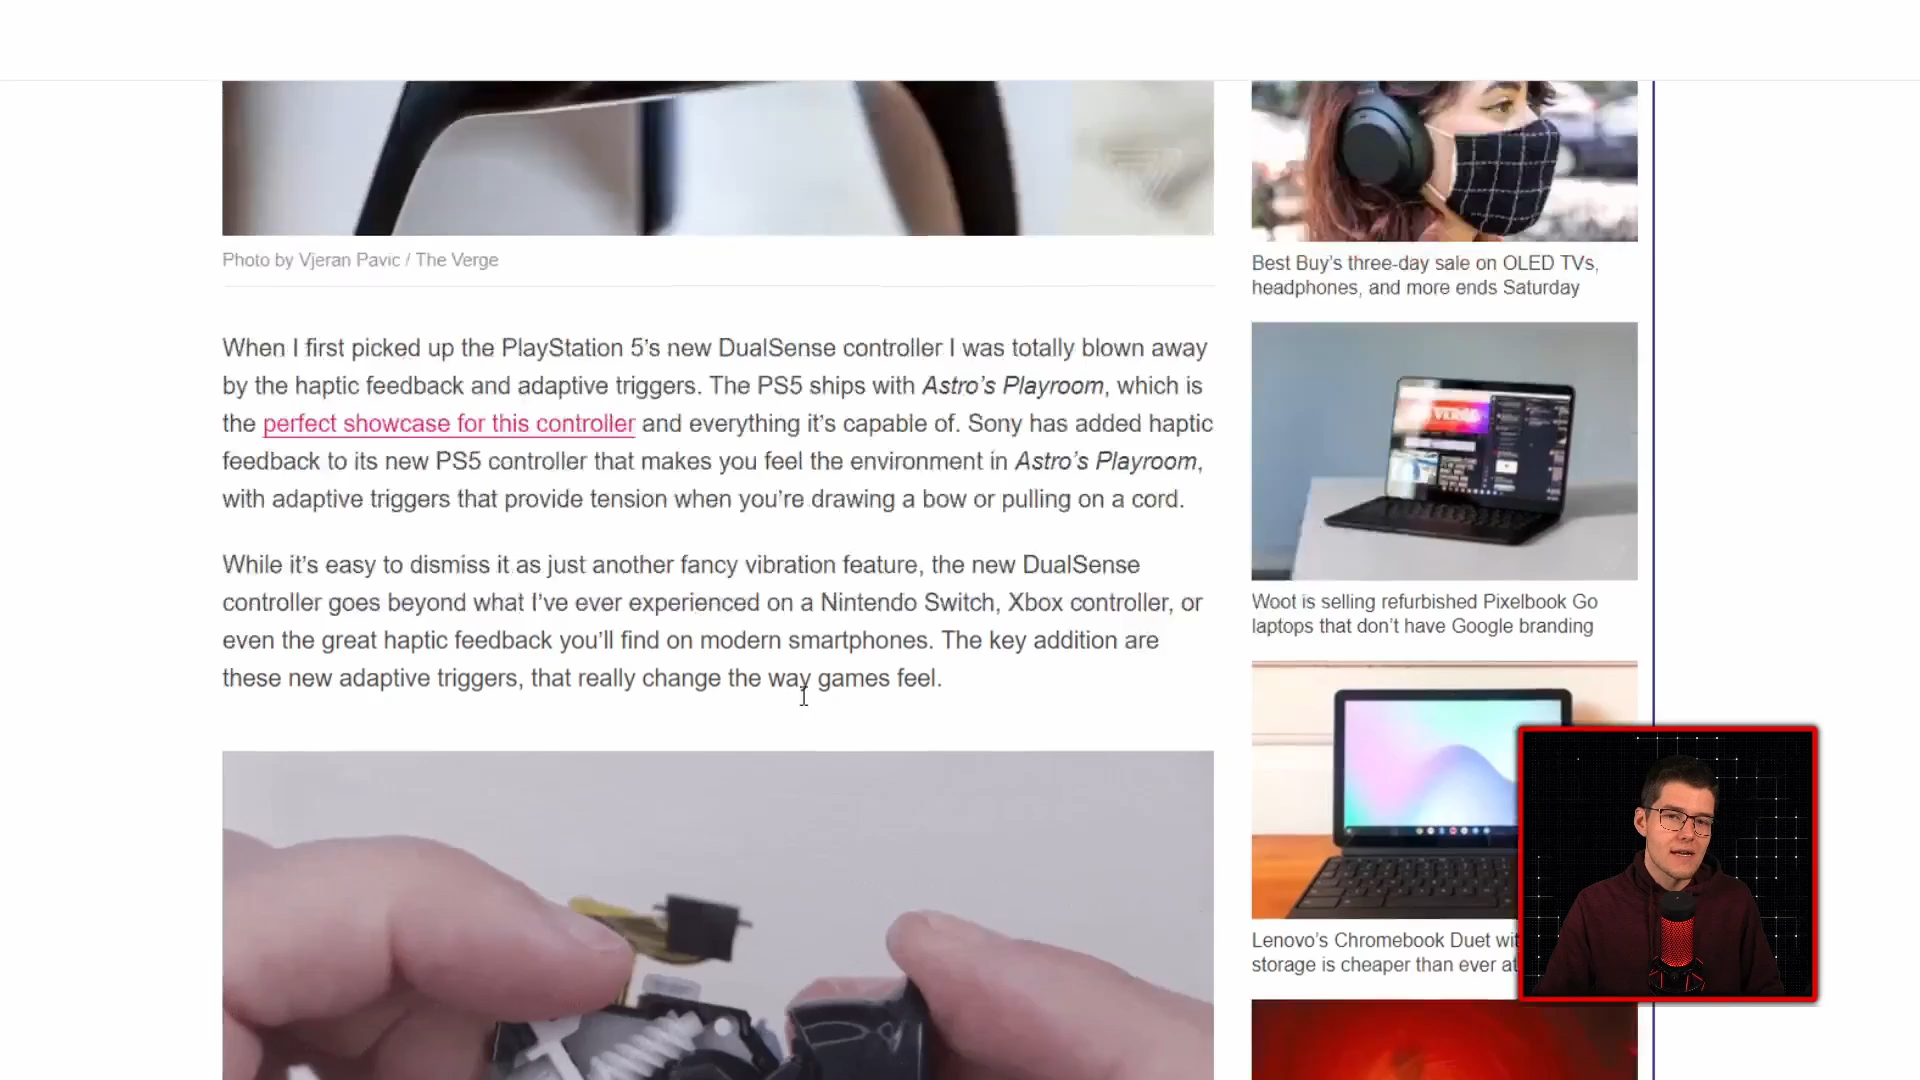 Photo by Vjeran Pavic / The Verge
When I first picked up the PlayStation 5’s new DualSense controller I was totally blown away
by the haptic feedback and adaptive triggers. The PS5 ships with Astro’s Playroom, which is
the perfect showcase for this controller and everything it’s capable of. Sony has added haptic
feedback to its new PS5 controller that makes you feel the environment in Astro’s Playroom,
with adaptive triggers that provide tension when you’re drawing a bow or pulling on a cord.
While it’s easy to dismiss it as just another fancy vibration feature, the new DualSense
controller goes beyond what I’ve ever experienced on a Nintendo Switch, Xbox controller, or
even the great haptic feedback you’ll find on modern smartphones. The key addition are
these new adaptive triggers, that really change the way games feel.
Best Buy’s three-day sale on OLED TVs,
headphones, and more ends Saturday
Woot is selling refurbished Pixelbook Go
laptops that don’t have Google branding
Lenovo’s Chromebook Duet wit
storage is cheaper than ever at